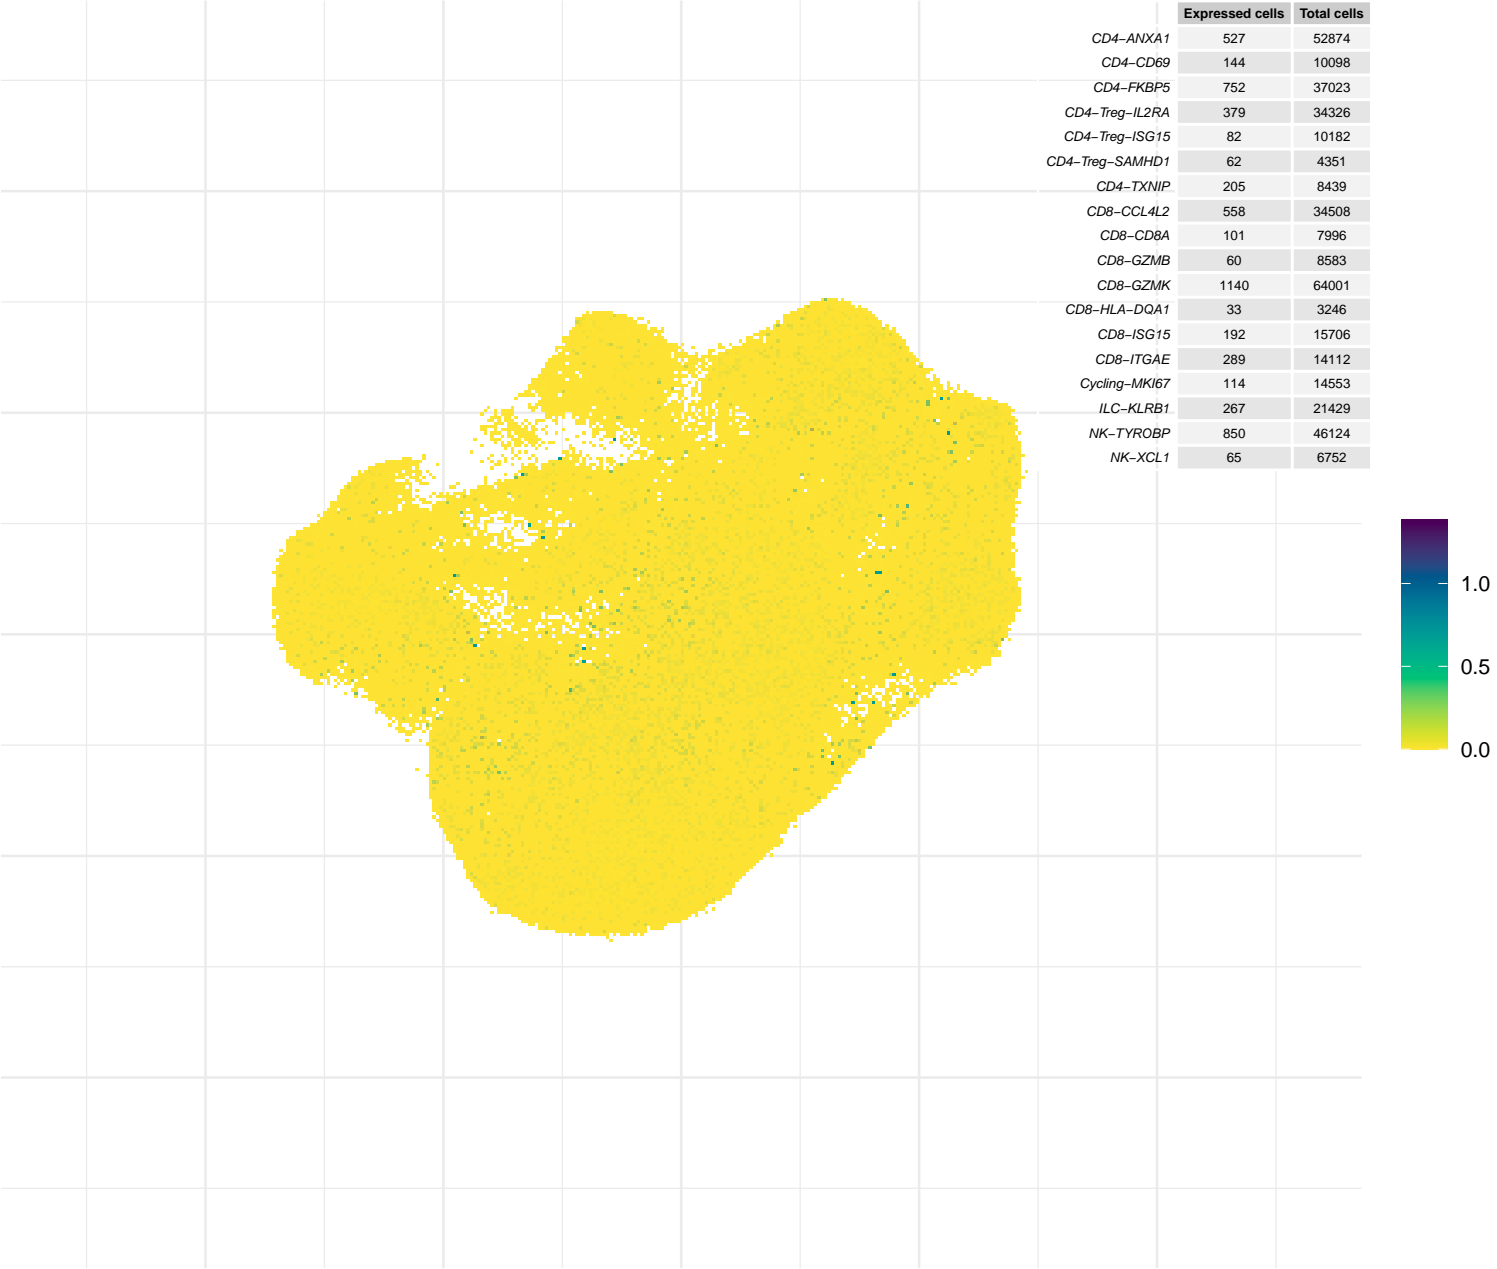 Expressed cells Total cells
CD4−ANXA1 527 52874
CD4−CD69 144 10098
CD4−FKBP5 752 37023
CD4−Treg−IL2RA 379 34326
CD4−Treg−ISG15 82 10182
CD4−Treg−SAMHD1 62 4351
CD4−TXNIP 205 8439
CD8−CCL4L2 558 34508
CD8−CD8A 101 7996
CD8−GZMB 60 8583
CD8−GZMK 1140 64001
CD8−HLA−DQA1 33 3246
CD8−ISG15 192 15706
CD8−ITGAE 289 14112
Cycling−MKI67 114 14553
ILC−KLRB1 267 21429
NK−TYROBP 850 46124
NK−XCL1 65 6752
1.0
0.5
0.0